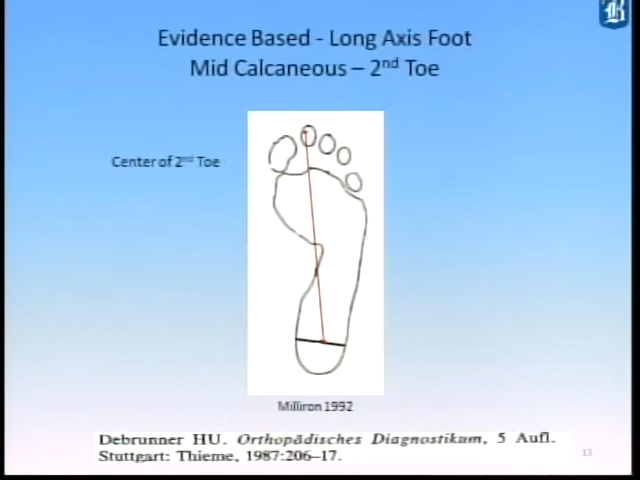 Evidence Based - Long Axis Foot
Mid Calcaneous – 2nd Toe
Center of 2nd Toe
Milliron 1992
Debrunner HU. Orthopädisches Diagnostikum, 5 Aufl.
Stuttgart: Thieme, 1987:206–17.
13